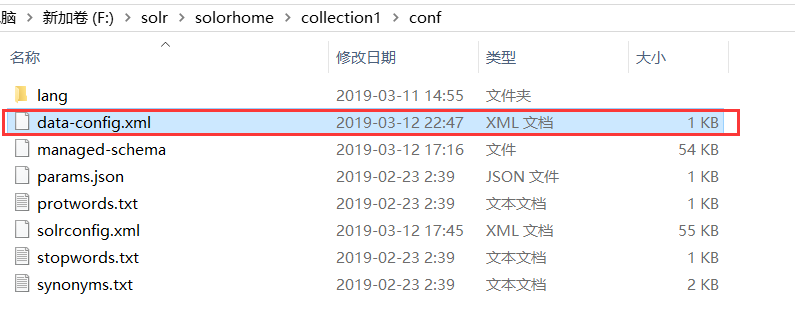 脑 > 新加卷 (F:) > solr > solorhome > collection1 > conf
名称 修改日期 类型 大小
lang 2019-03-11 14:55 文件夹
data-config.xml 2019-03-12 22:47 XML 文档 1 KB
managed-schema 2019-03-12 17:16 文件 54 KB
params.json 2019-02-23 2:39 JSON 文件 1 KB
protwords.txt 2019-02-23 2:39 文本文档 1 KB
solrconfig.xml 2019-03-12 17:45 XML 文档 55 KB
stopwords.txt 2019-02-23 2:39 文本文档 1 KB
synonyms.txt 2019-02-23 2:39 文本文档 2 KB